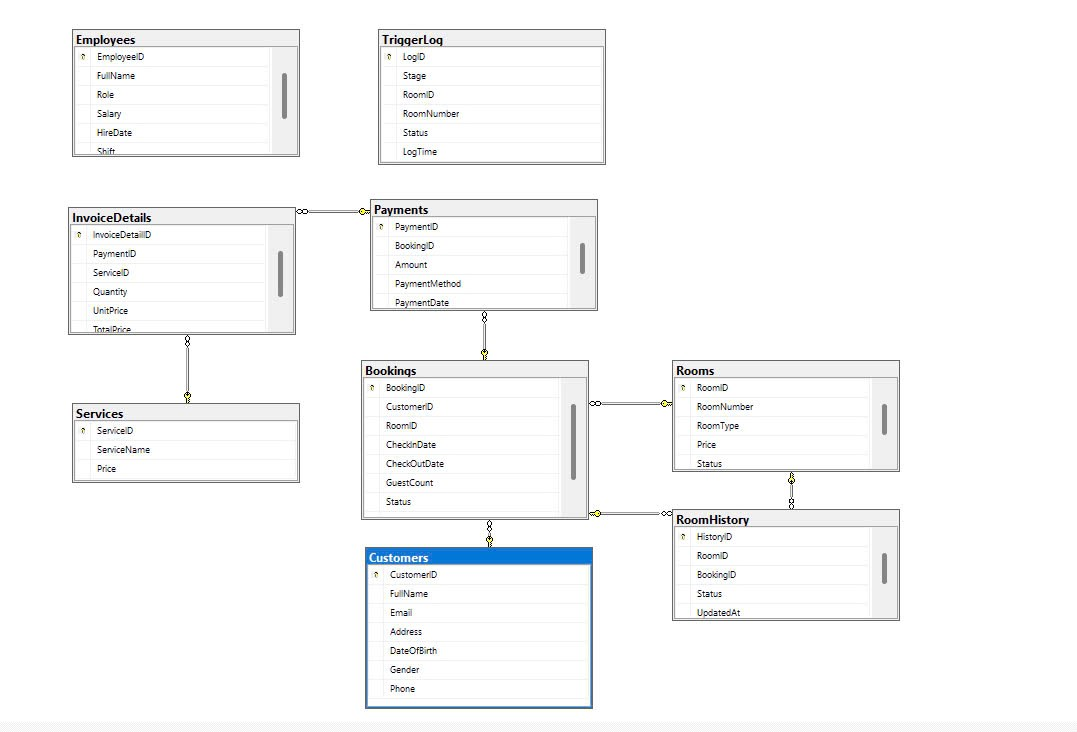 Employees
EmployeeID
FullName
Role
Salary
HireDate
Shift
TriggerLog
LogID
Stage
RoomID
RoomNumber
Status
LogTime
InvoiceDetails
InvoiceDetailID
PaymentID
ServiceID
Quantity
UnitPrice
TotalPrice
Payments
PaymentID
BookingID
Amount
PaymentMethod
PaymentDate
Services
ServiceID
ServiceName
Price
Bookings
BookingID
CustomerID
RoomID
CheckInDate
CheckOutDate
GuestCount
Status
Rooms
RoomID
RoomNumber
RoomType
Price
Status
RoomHistory
HistoryID
RoomID
BookingID
Status
UpdatedAt
Customers
CustomerID
FullName
Email
Address
DateOfBirth
Gender
Phone